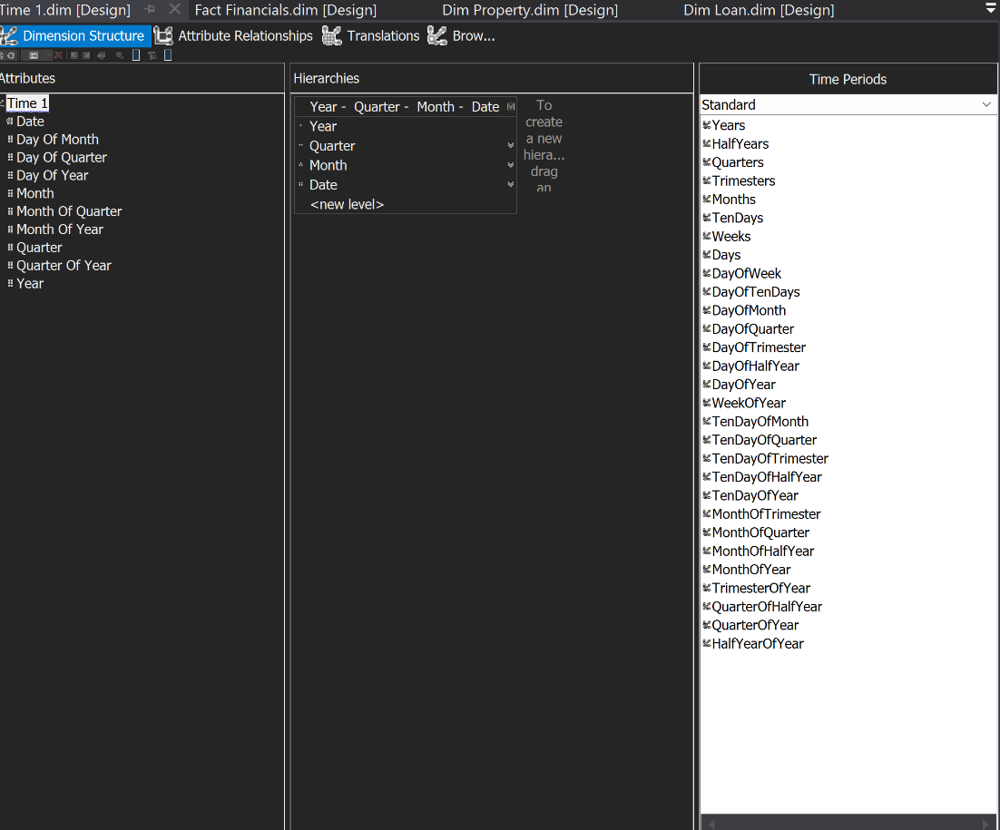 Time 1.dim [Design]
Fact Financials.dim [Design]
Dim Property.dim [Design]
Dim Loan.dim [Design]
Dimension Structure
Attribute Relationships
Translations
Brow...
Attributes
Time 1
Date
Day Of Month
Day Of Quarter
Day Of Year
Month
Month Of Quarter
Month Of Year
Quarter
Quarter Of Year
Year
Hierarchies
Year - Quarter - Month - Date
Year
Quarter
Month
Date
<new level>
To
create
a new
hiera...
drag
an
Time Periods
Standard
Years
HalfYears
Quarters
Trimesters
Months
TenDays
Weeks
Days
DayOfWeek
DayOfTenDays
DayOfMonth
DayOfQuarter
DayOfTrimester
DayOfHalfYear
DayOfYear
WeekOfYear
TenDayOfMonth
TenDayOfQuarter
TenDayOfTrimester
TenDayOfHalfYear
TenDayOfYear
MonthOfTrimester
MonthOfQuarter
MonthOfHalfYear
MonthOfYear
TrimesterOfYear
QuarterOfHalfYear
QuarterOfYear
HalfYearOfYear